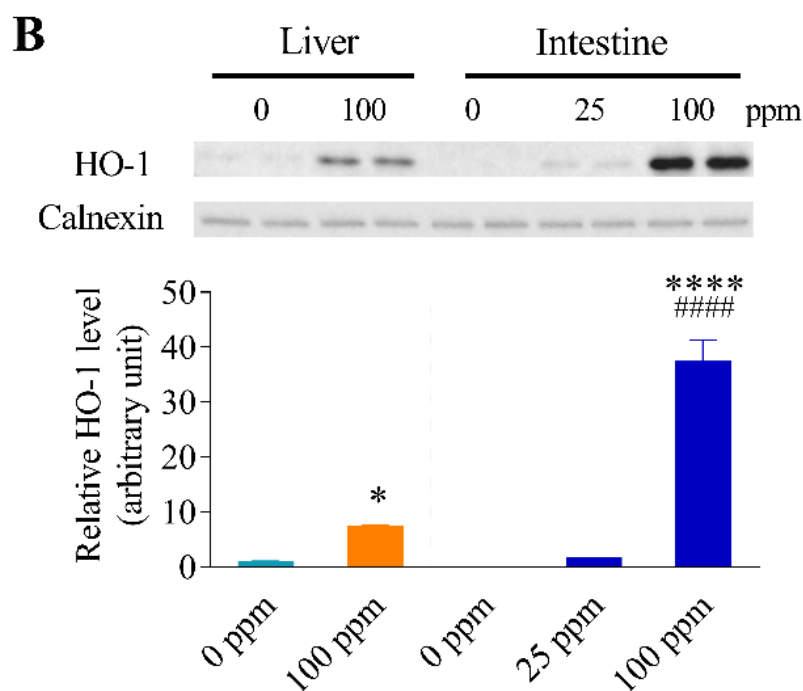 B
Liver Intestine
0 100 0 25 100 ppm
HO-1
Calnexin
Relative HO-1 level
(arbitrary unit)
50
40
30
20
10
0
*
****
####
0 ppm 100 ppm 0 ppm 25 ppm 100 ppm